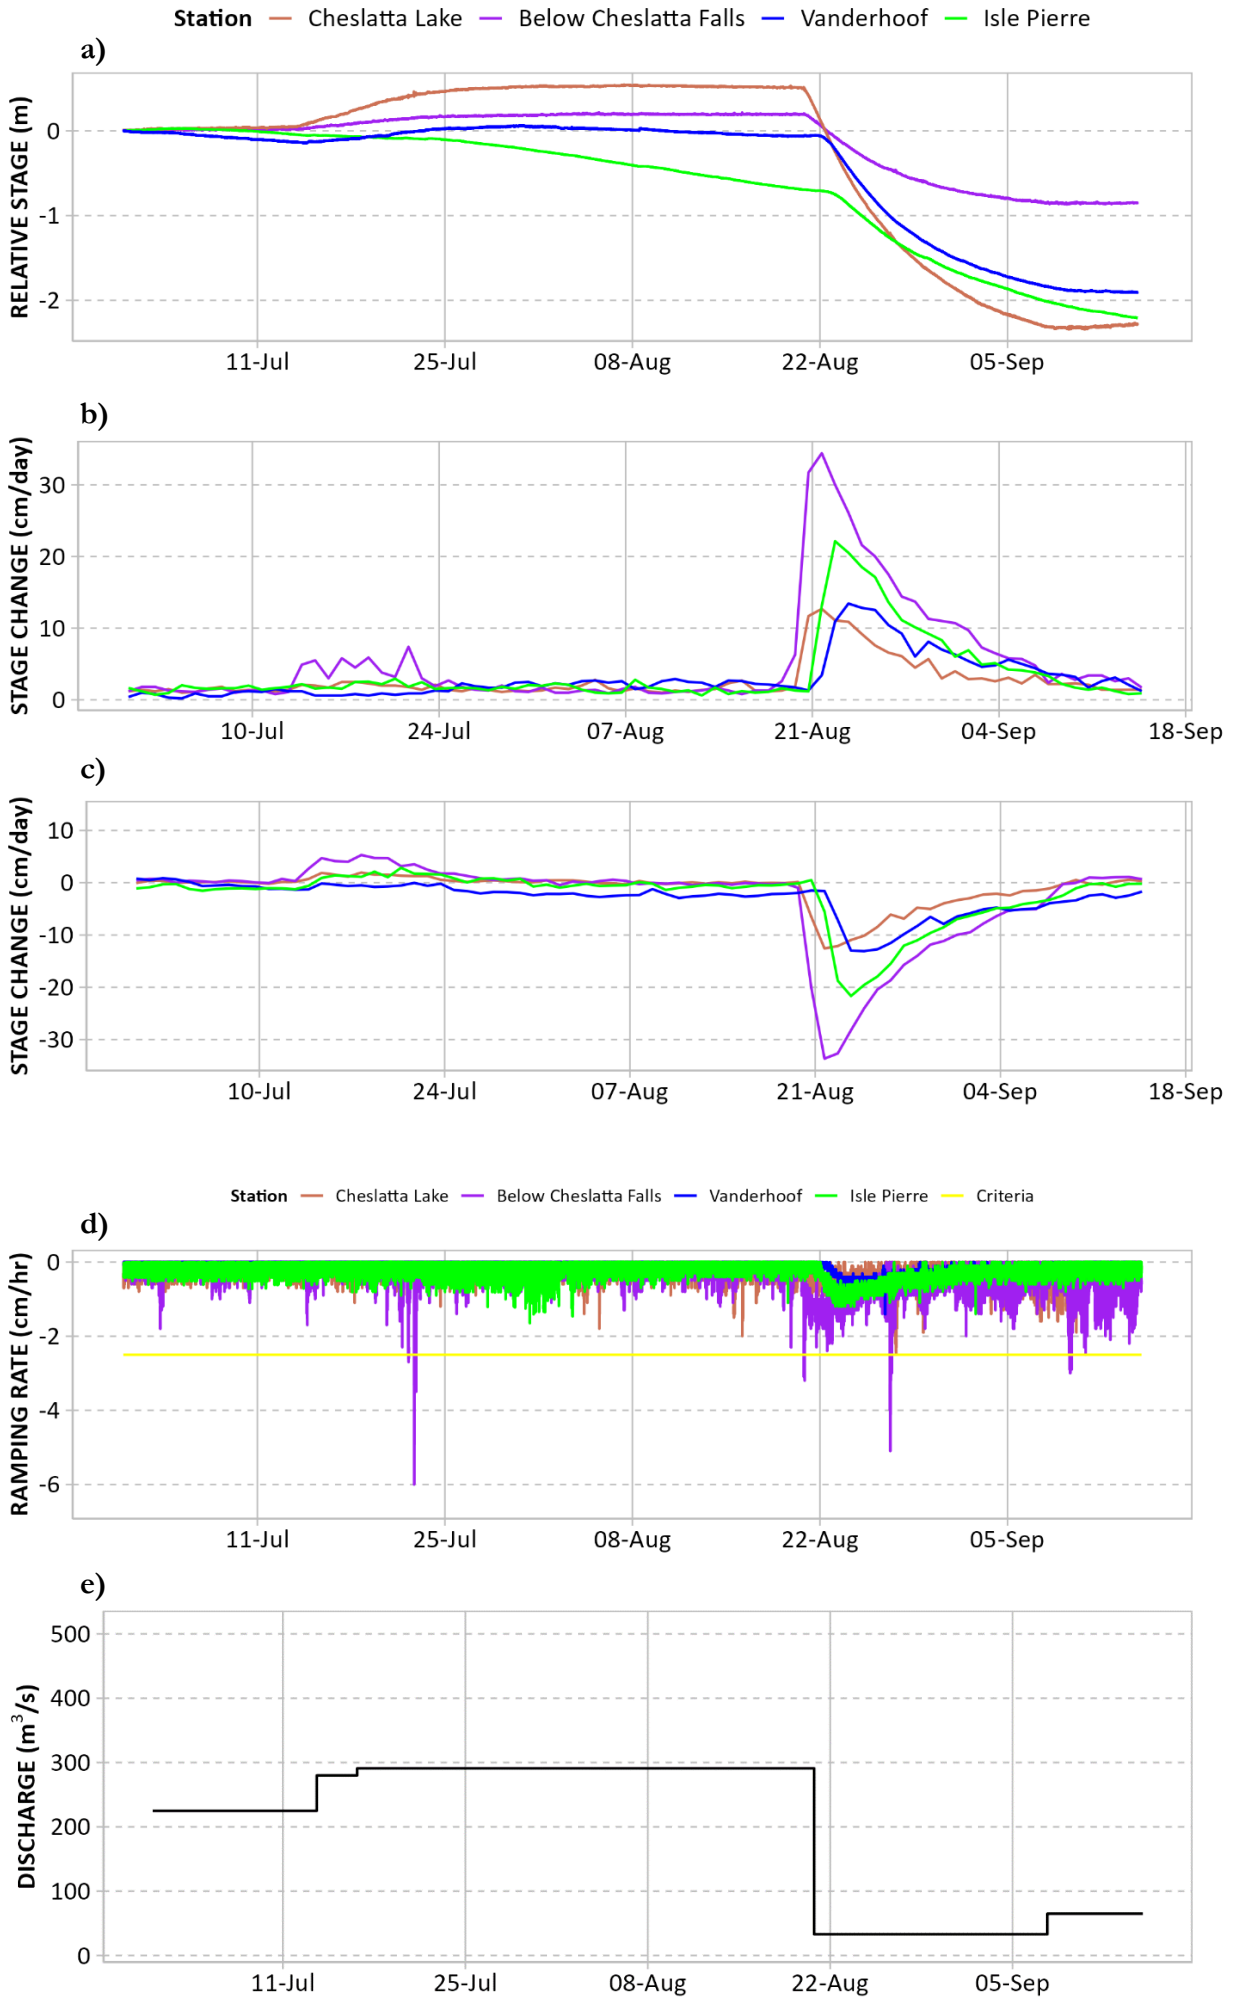 Station Cheslatta Lake Below Cheslatta Falls Vanderhoof Isle Pierre
a)
RELATIVE STAGE (m)
0
-1
-2
11-Jul 25-Jul 08-Aug 22-Aug 05-Sep
b)
STAGE CHANGE (cm/day)
30
20
10
0
10-Jul 24-Jul 07-Aug 21-Aug 04-Sep 18-Sep
c)
STAGE CHANGE (cm/day)
10
0
-10
-20
-30
10-Jul 24-Jul 07-Aug 21-Aug 04-Sep 18-Sep
Station Cheslatta Lake Below Cheslatta Falls Vanderhoof Isle Pierre Criteria
d)
RAMPING RATE (cm/hr)
0
-2
-4
-6
11-Jul 25-Jul 08-Aug 22-Aug 05-Sep
e)
DISCHARGE (m³/s)
500
400
300
200
100
0
11-Jul 25-Jul 08-Aug 22-Aug 05-Sep